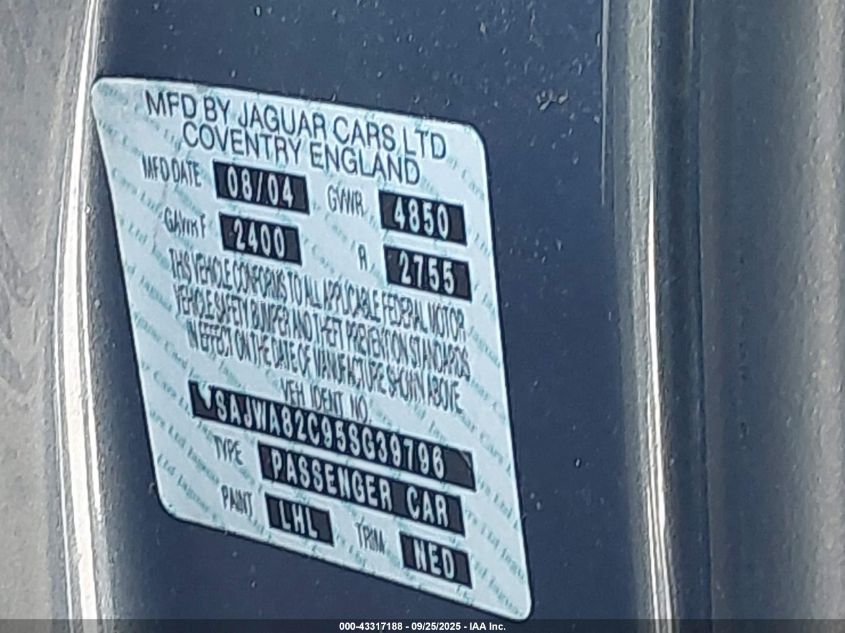 MFD BY JAGUAR CARS LTD
COVENTRY ENGLAND
MFD DATE 08/04 GVWR 4850
GAWR F 2400 R 2755
THIS VEHICLE CONFORMS TO ALL APPLICABLE FEDERAL MOTOR
VEHICLE SAFETY BUMPER AND THEFT PREVENTION STANDARDS
IN EFFECT ON THE DATE OF MANUFACTURE SHOWN ABOVE
VEH IDENT NO.
SAJWA82C95SG39796
TYPE PASSENGER CAR
PAINT LHL TRIM NED
000-43317188 - 09/25/2025 - IAA Inc.